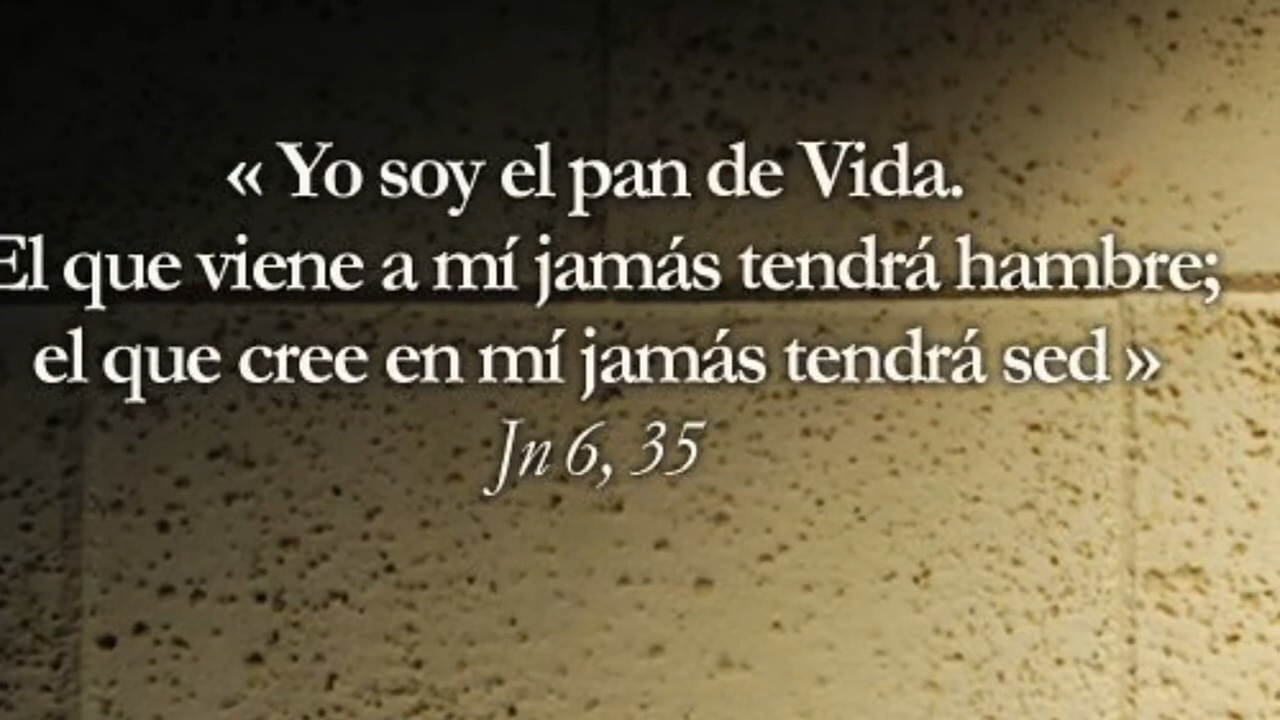 « Yo soy el pan de Vida.
El que viene a mí jamás tendrá hambre;
el que cree en mí jamás tendrá sed »
Jn 6, 35